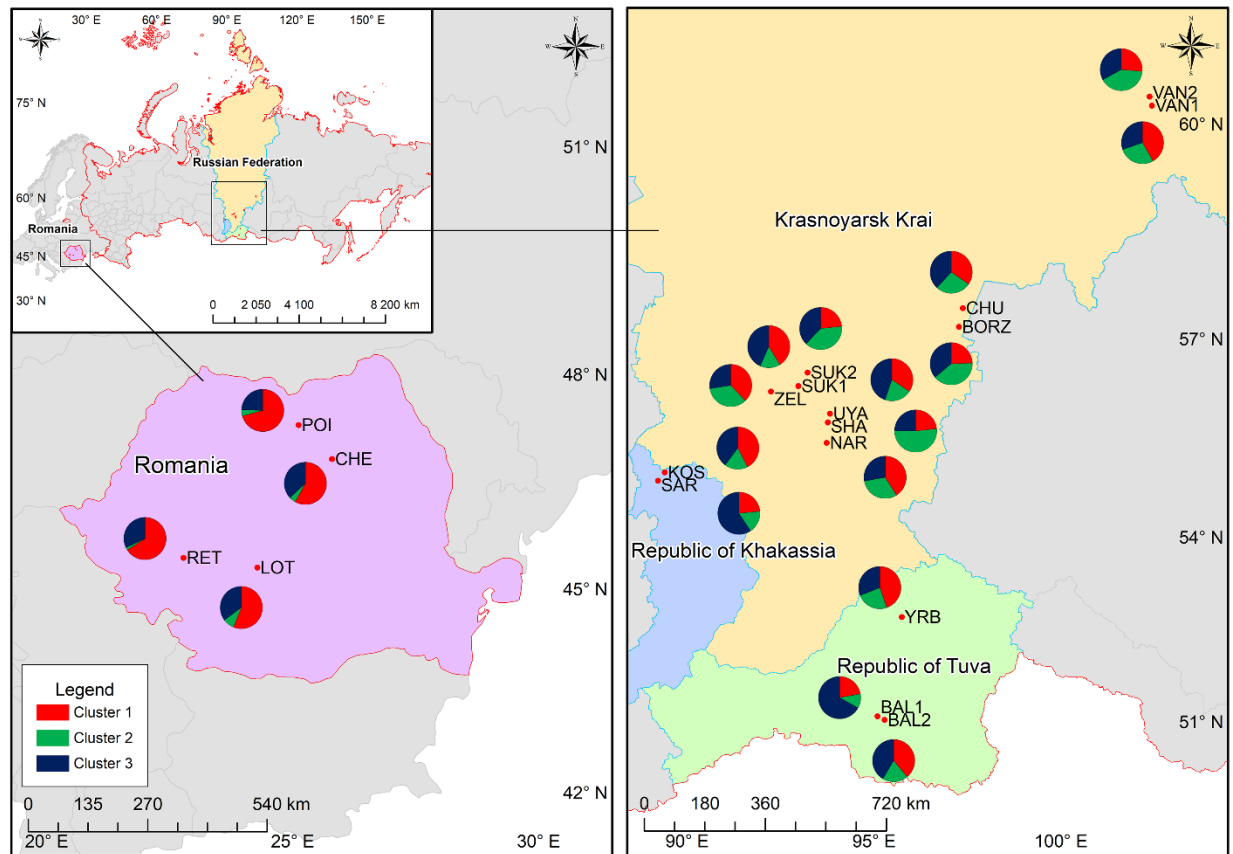 30° E 60° E 90° E 120° E 150° E
75° N
60° N
45° N
30° N
Russian Federation
Romania
0 2 050 4 100 8 200 km
51° N
48° N
45° N
42° N
POI
CHE
Romania
RET
LOT
Legend
Cluster 1
Cluster 2
Cluster 3
0 135 270 540 km
20° E 25° E 30° E
VAN2
VAN1
60° N
Krasnoyarsk Krai
CHU
BORZ
57° N
SUK2
SUK1
ZEL
UYA
SHA
NAR
KOS
SAR
54° N
Republic of Khakassia
YRB
Republic of Tuva
BAL1
BAL2
51° N
0 180 360 720 km
90° E 95° E 100° E